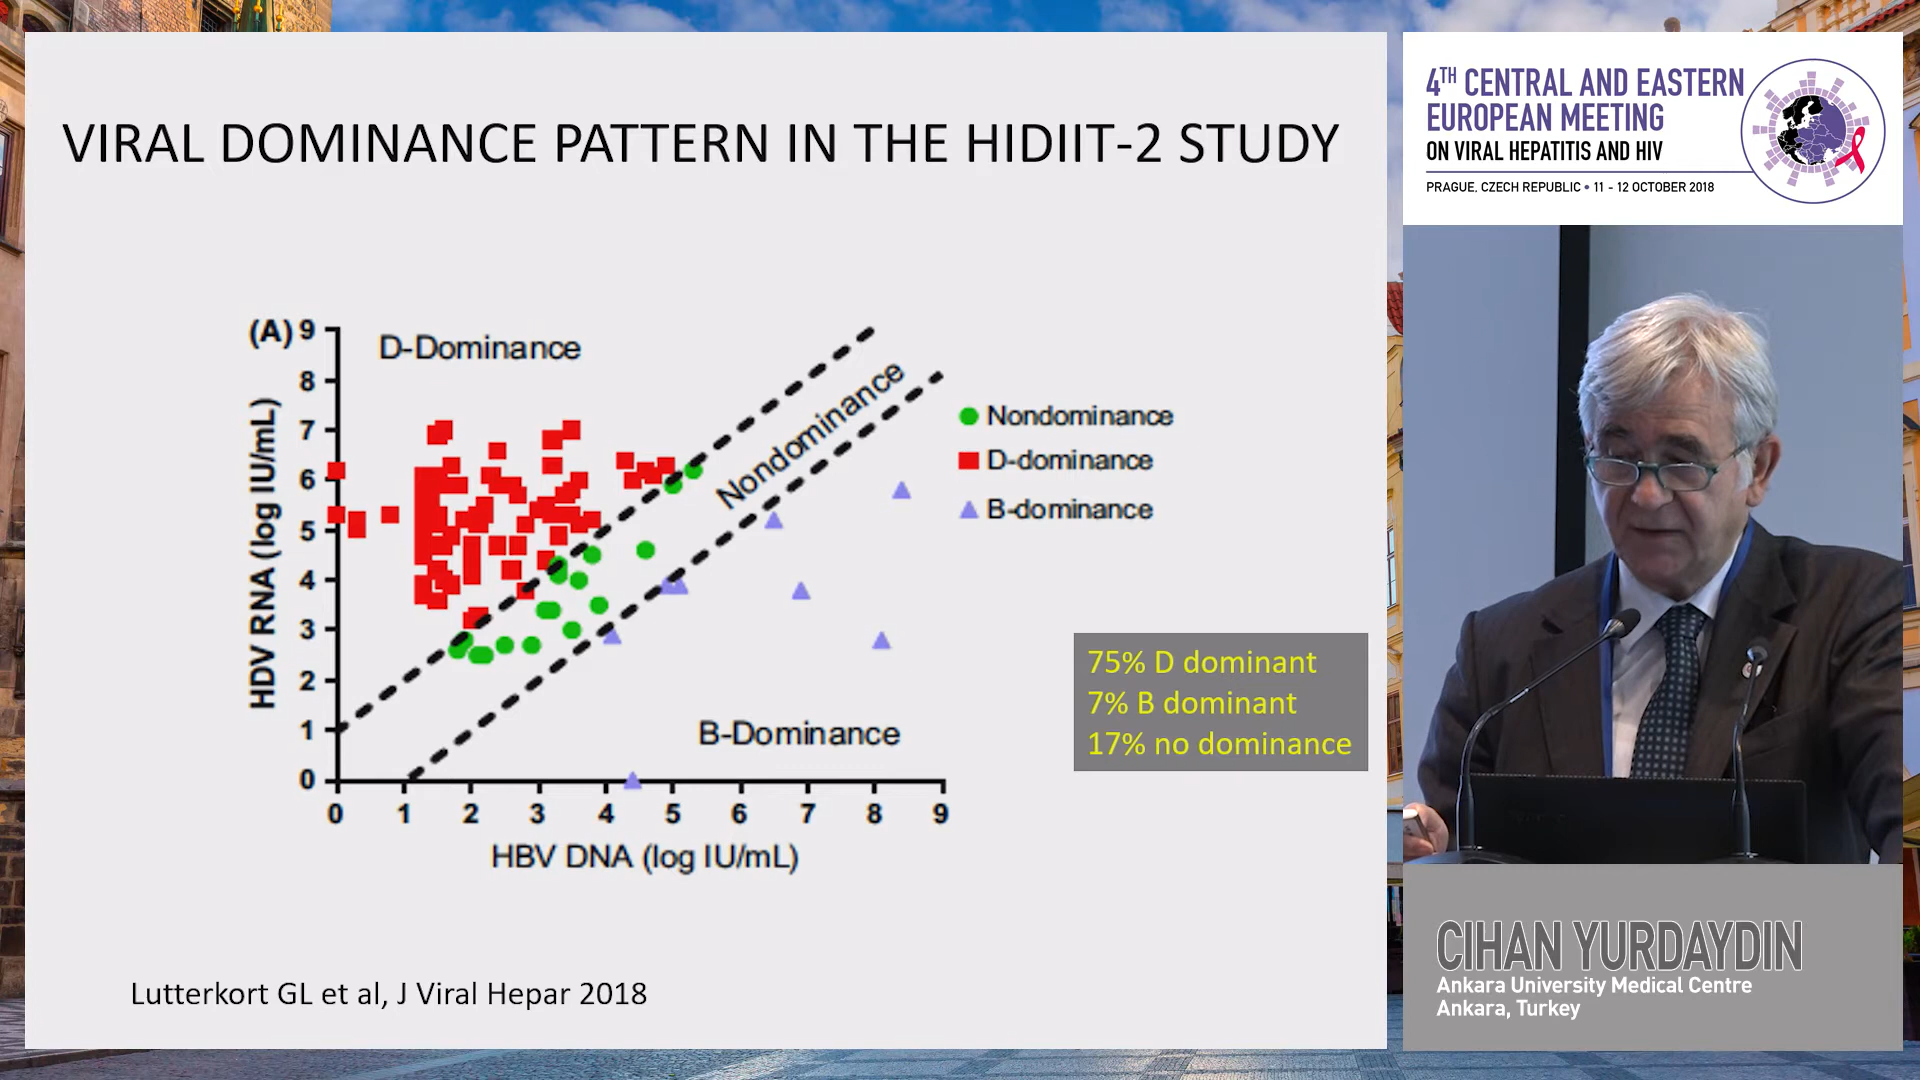 VIRAL DOMINANCE PATTERN IN THE HIDIIT-2 STUDY
(A)
D-Dominance
Nondominance
B-Dominance
9
8
7
6
5
4
3
2
1
0
HDV RNA (log IU/mL)
0 1 2 3 4 5 6 7 8 9
HBV DNA (log IU/mL)
Nondominance
D-dominance
B-dominance
75% D dominant
7% B dominant
17% no dominance
Lutterkort GL et al, J Viral Hepar 2018
4TH CENTRAL AND EASTERN
EUROPEAN MEETING
ON VIRAL HEPATITIS AND HIV
PRAGUE, CZECH REPUBLIC • 11 - 12 OCTOBER 2018
CIHAN YURDAYDIN
Ankara University Medical Centre
Ankara, Turkey